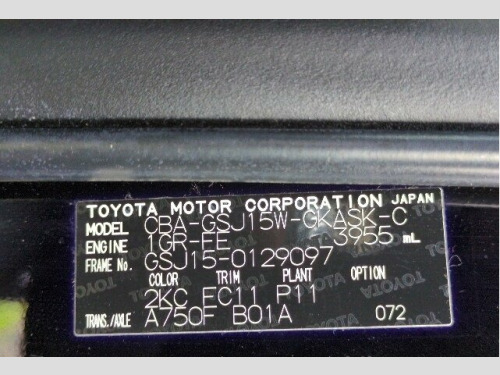 TOYOTA MOTOR CORPORATION JAPAN
MODEL CBA-GSJ15W-GKASK-C
ENGINE 1GR-FE 3955 mL
FRAME No. GSJ15-0129097
COLOR TRIM PLANT OPTION
2KC FC11 P11
TRANS./AXLE A750F B01A 072